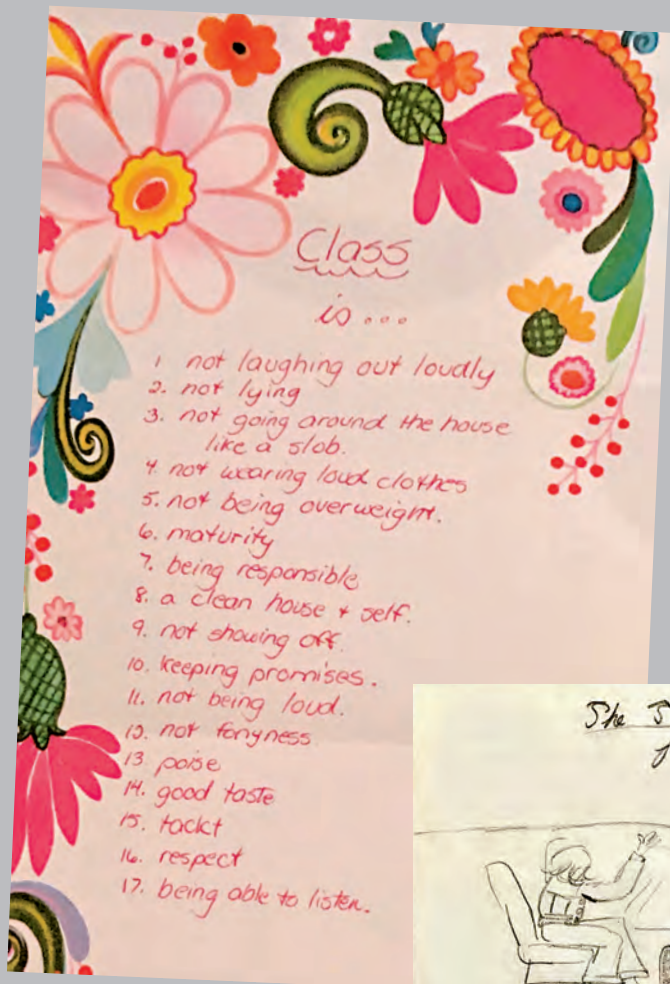 Class
is...
1 not laughing out loudly
2. not lying
3. not going around the house
like a slob.
4. not wearing loud clothes
5. not being overweight.
6. maturity
7. being responsible
8. a clean house + self.
9. not showing off.
10. keeping promises.
11. not being loud.
12. not fonyness
13 poise
14. good taste
15. tackt
16. respect
17. being able to listen.
She